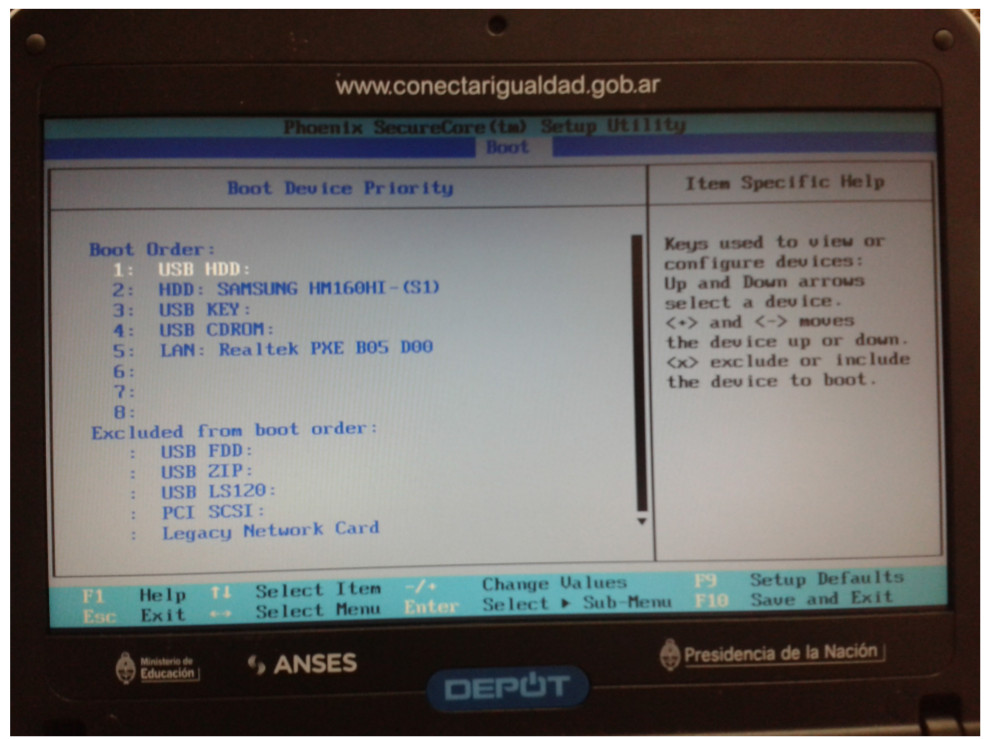 www.conectarigualdad.gob.ar
Phoenix SecureCore(tm) Setup Utility
Boot
Boot Device Priority
Boot Order:
1: USB HDD:
2: HDD: SAMSUNG HM160HI-(S1)
3: USB KEY:
4: USB CDROM:
5: LAN: Realtek PXE B05 D00
6:
7:
8:
Excluded from boot order:
: USB FDD:
: USB ZIP:
: USB LS120:
: PCI SCSI:
: Legacy Network Card
Item Specific Help
Keys used to view or
configure devices:
Up and Down arrows
select a device.
<+> and <-> moves
the device up or down.
<x> exclude or include
the device to boot.
F1 Help ↑↓ Select Item -/+ Change Values F9 Setup Defaults
Esc Exit ↔ Select Menu Enter Select ▶ Sub-Menu F10 Save and Exit
Ministerio de
Educación
ANSES
DEPOT
Presidencia de la Nación